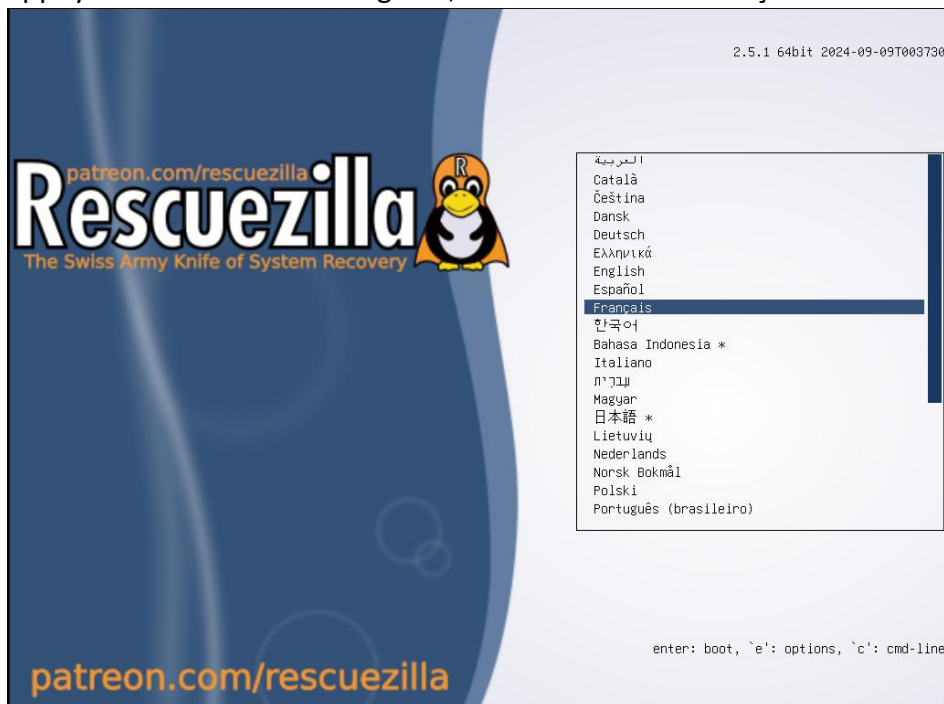 2.5.1 64bit 2024-09-09T003730
patreon.com/rescuezilla
Rescuezilla
R
The Swiss Army Knife of System Recovery
العربية
Català
Čeština
Dansk
Deutsch
Ελληνικά
English
Español
Français
한국어
Bahasa Indonesia *
Italiano
עברית
Magyar
日本語 *
Lietuvių
Nederlands
Norsk Bokmål
Polski
Português (brasileiro)
enter: boot, `e': options, `c': cmd-line
patreon.com/rescuezilla